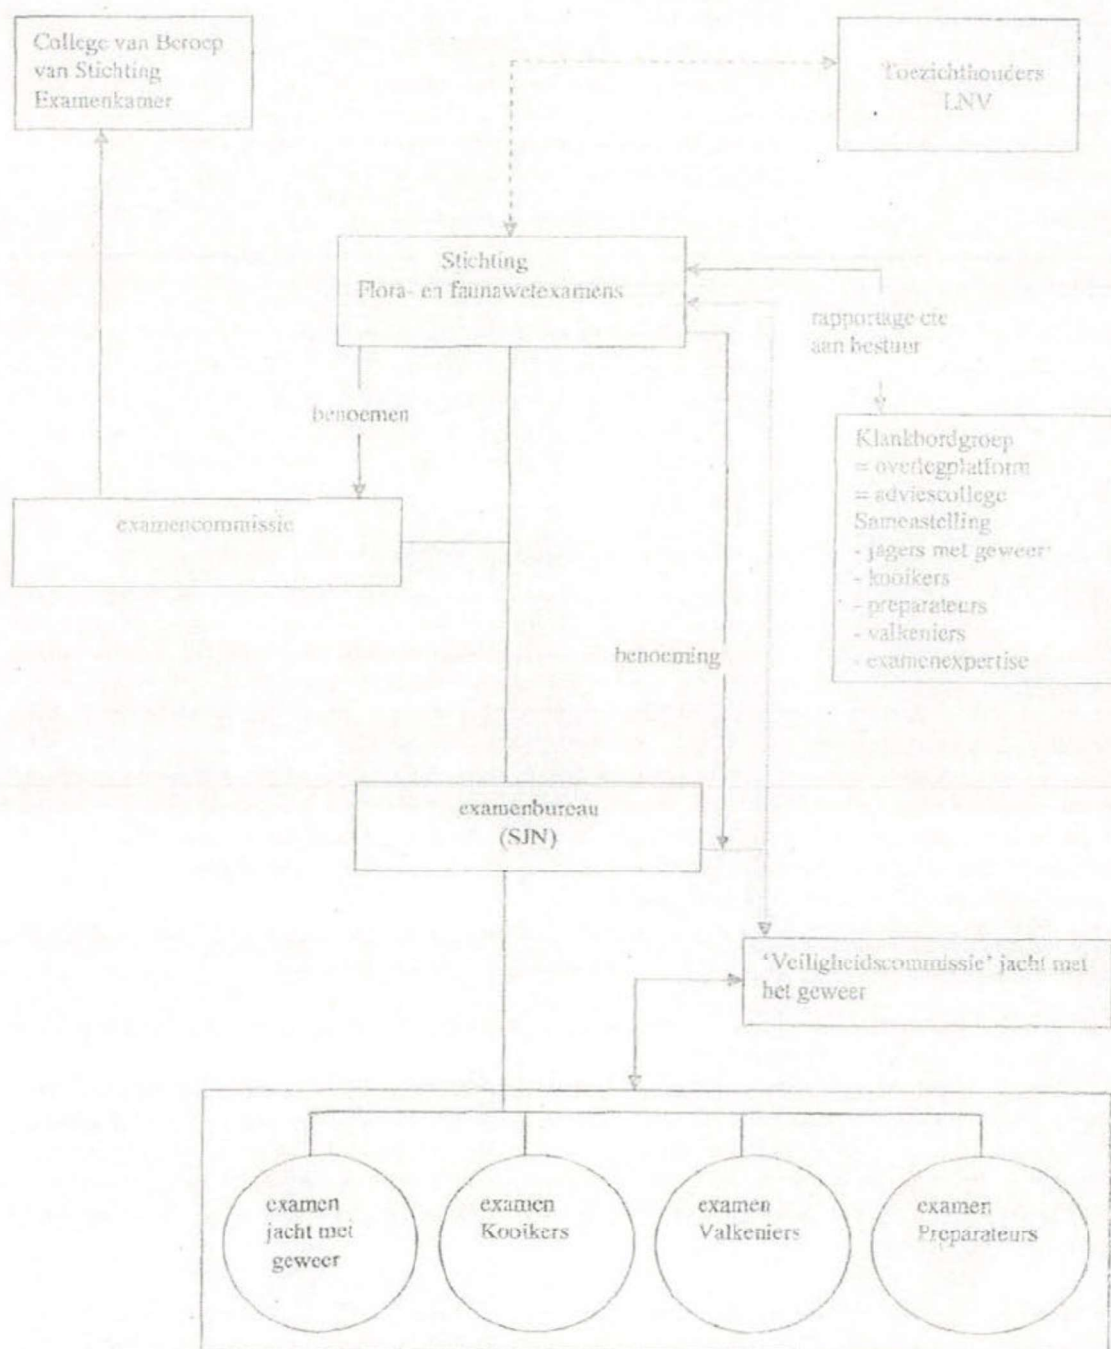 College van Beroep
van Stichting
Examenkamer
Toezichthouders
LNV
Stichting
Flora- en faunawetexamens
rapportage etc
aan bestuur
benoemen
Klankbordgroep
= overlegplatform
= adviescollege
Samenstelling
- jagers met geweer
- kooikers
- preparateurs
- valkeniers
- examenexpertise
examencommissie
benoeming
examenbureau
(SJN)
'Veiligheidscommissie' jacht met
het geweer
examen
jacht met
geweer
examen
Kooikers
examen
Valkeniers
examen
Preparateurs